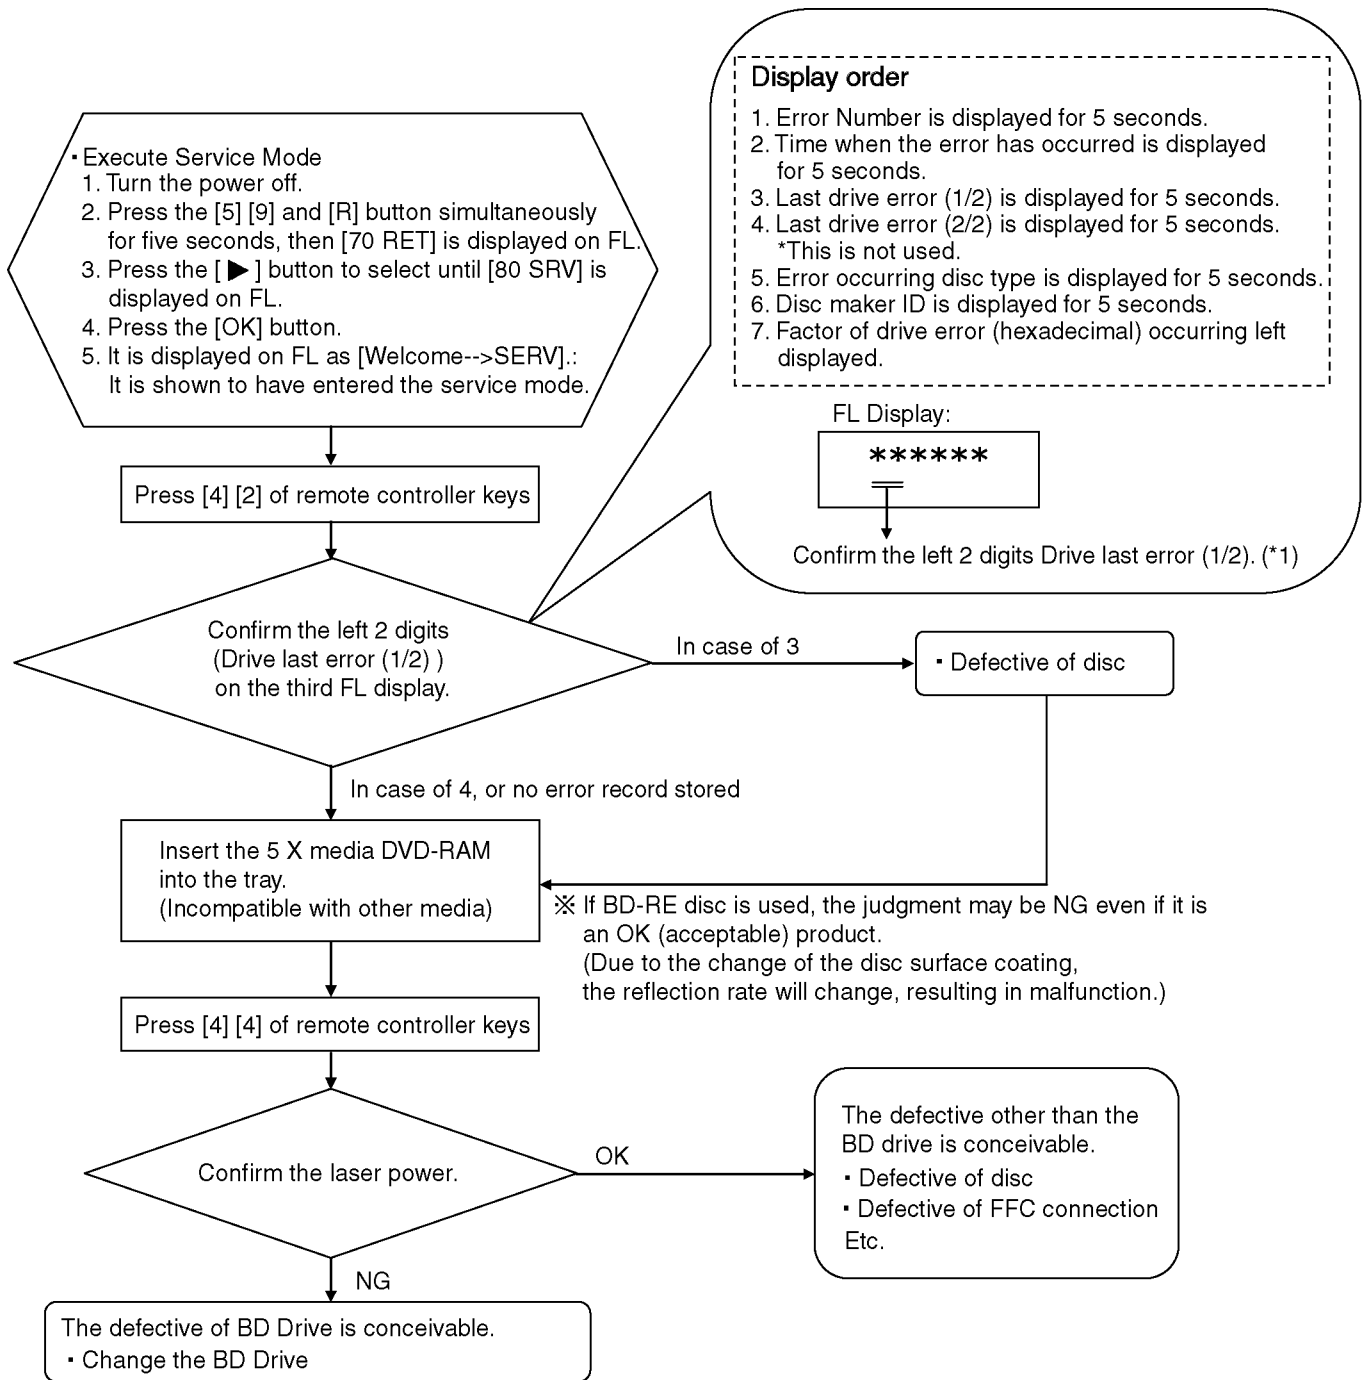 ▪ Execute Service Mode
1. Turn the power off.
2. Press the [5] [9] and [R] button simultaneously
for five seconds, then [70 RET] is displayed on FL.
3. Press the [ ▶ ] button to select until [80 SRV] is
displayed on FL.
4. Press the [OK] button.
5. It is displayed on FL as [Welcome-->SERV].:
It is shown to have entered the service mode.
Display order
1. Error Number is displayed for 5 seconds.
2. Time when the error has occurred is displayed
for 5 seconds.
3. Last drive error (1/2) is displayed for 5 seconds.
4. Last drive error (2/2) is displayed for 5 seconds.
*This is not used.
5. Error occurring disc type is displayed for 5 seconds.
6. Disc maker ID is displayed for 5 seconds.
7. Factor of drive error (hexadecimal) occurring left
displayed.
FL Display:
******
Confirm the left 2 digits Drive last error (1/2). (*1)
Press [4] [2] of remote controller keys
Confirm the left 2 digits
(Drive last error (1/2) )
on the third FL display.
In case of 3
▪ Defective of disc
In case of 4, or no error record stored
Insert the 5 X media DVD-RAM
into the tray.
(Incompatible with other media)
※ If BD-RE disc is used, the judgment may be NG even if it is
an OK (acceptable) product.
(Due to the change of the disc surface coating,
the reflection rate will change, resulting in malfunction.)
Press [4] [4] of remote controller keys
Confirm the laser power.
OK
The defective other than the
BD drive is conceivable.
▪ Defective of disc
▪ Defective of FFC connection
Etc.
NG
The defective of BD Drive is conceivable.
▪ Change the BD Drive